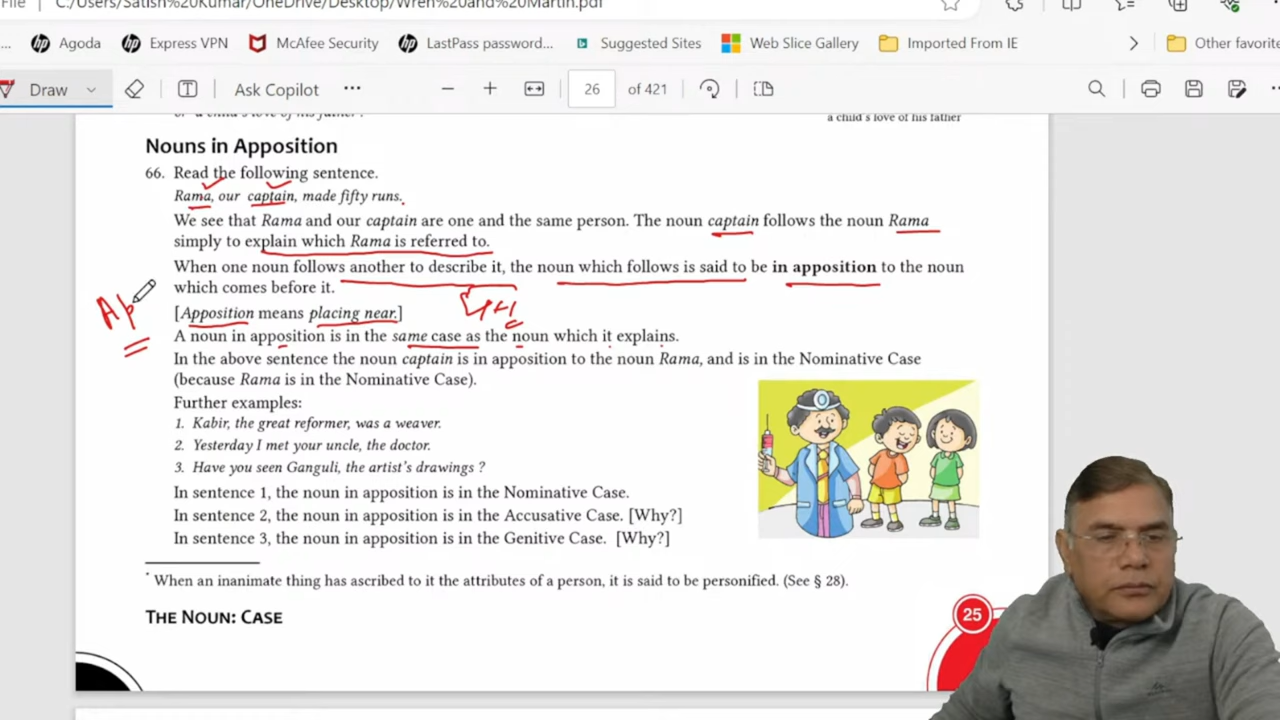 File | C:/Users/Satish%20Kumar/OneDrive/Desktop/Wren%20and%20Martin.pdf
Agoda Express VPN McAfee Security LastPass password... Suggested Sites Web Slice Gallery Imported From IE Other favorite
Draw Ask Copilot 26 of 421
or 'a child's love of his father'.
a child's love of his father
Nouns in Apposition
66. Read the following sentence.
Rama, our captain, made fifty runs.
We see that Rama and our captain are one and the same person. The noun captain follows the noun Rama
simply to explain which Rama is referred to.
When one noun follows another to describe it, the noun which follows is said to be in apposition to the noun
which comes before it.
[Apposition means placing near.]
Ap
A noun in apposition is in the same case as the noun which it explains.
In the above sentence the noun captain is in apposition to the noun Rama, and is in the Nominative Case
(because Rama is in the Nominative Case).
Further examples:
1. Kabir, the great reformer, was a weaver.
2. Yesterday I met your uncle, the doctor.
3. Have you seen Ganguli, the artist's drawings ?
In sentence 1, the noun in apposition is in the Nominative Case.
In sentence 2, the noun in apposition is in the Accusative Case. [Why?]
In sentence 3, the noun in apposition is in the Genitive Case. [Why?]
* When an inanimate thing has ascribed to it the attributes of a person, it is said to be personified. (See § 28).
THE NOUN: CASE
25